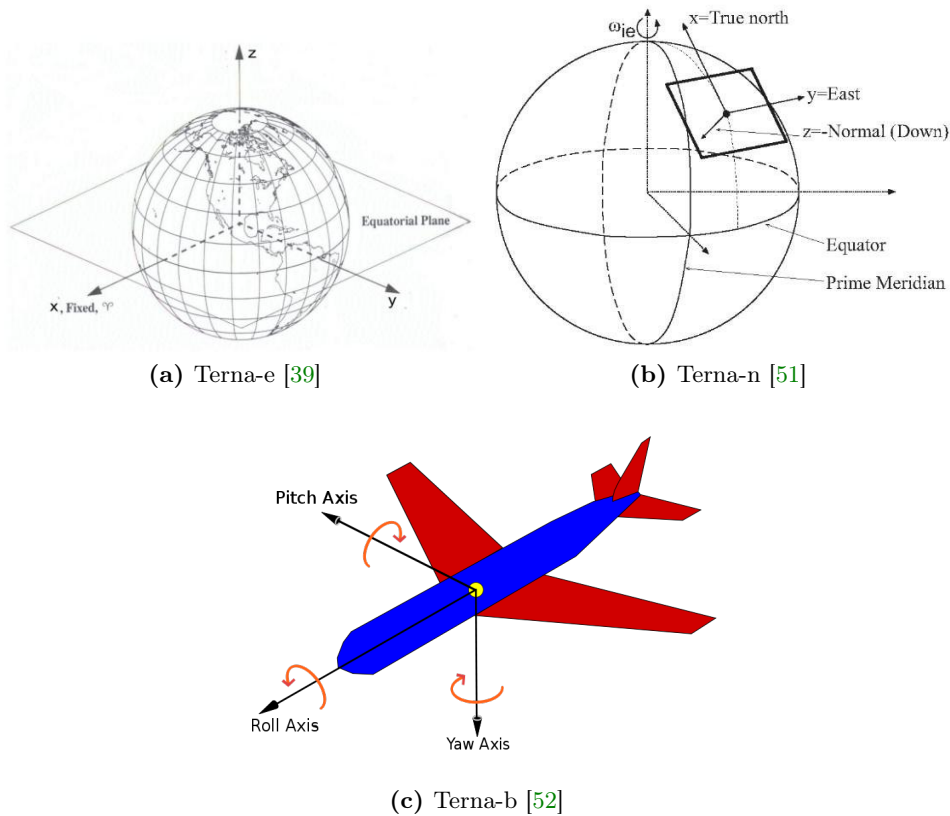 z
Equatorial Plane
x, Fixed, ♈
y
(a) Terna-e [39]
ω_ie
x=True north
y=East
z=-Normal (Down)
Equator
Prime Meridian
(b) Terna-n [51]
Pitch Axis
Roll Axis
Yaw Axis
(c) Terna-b [52]